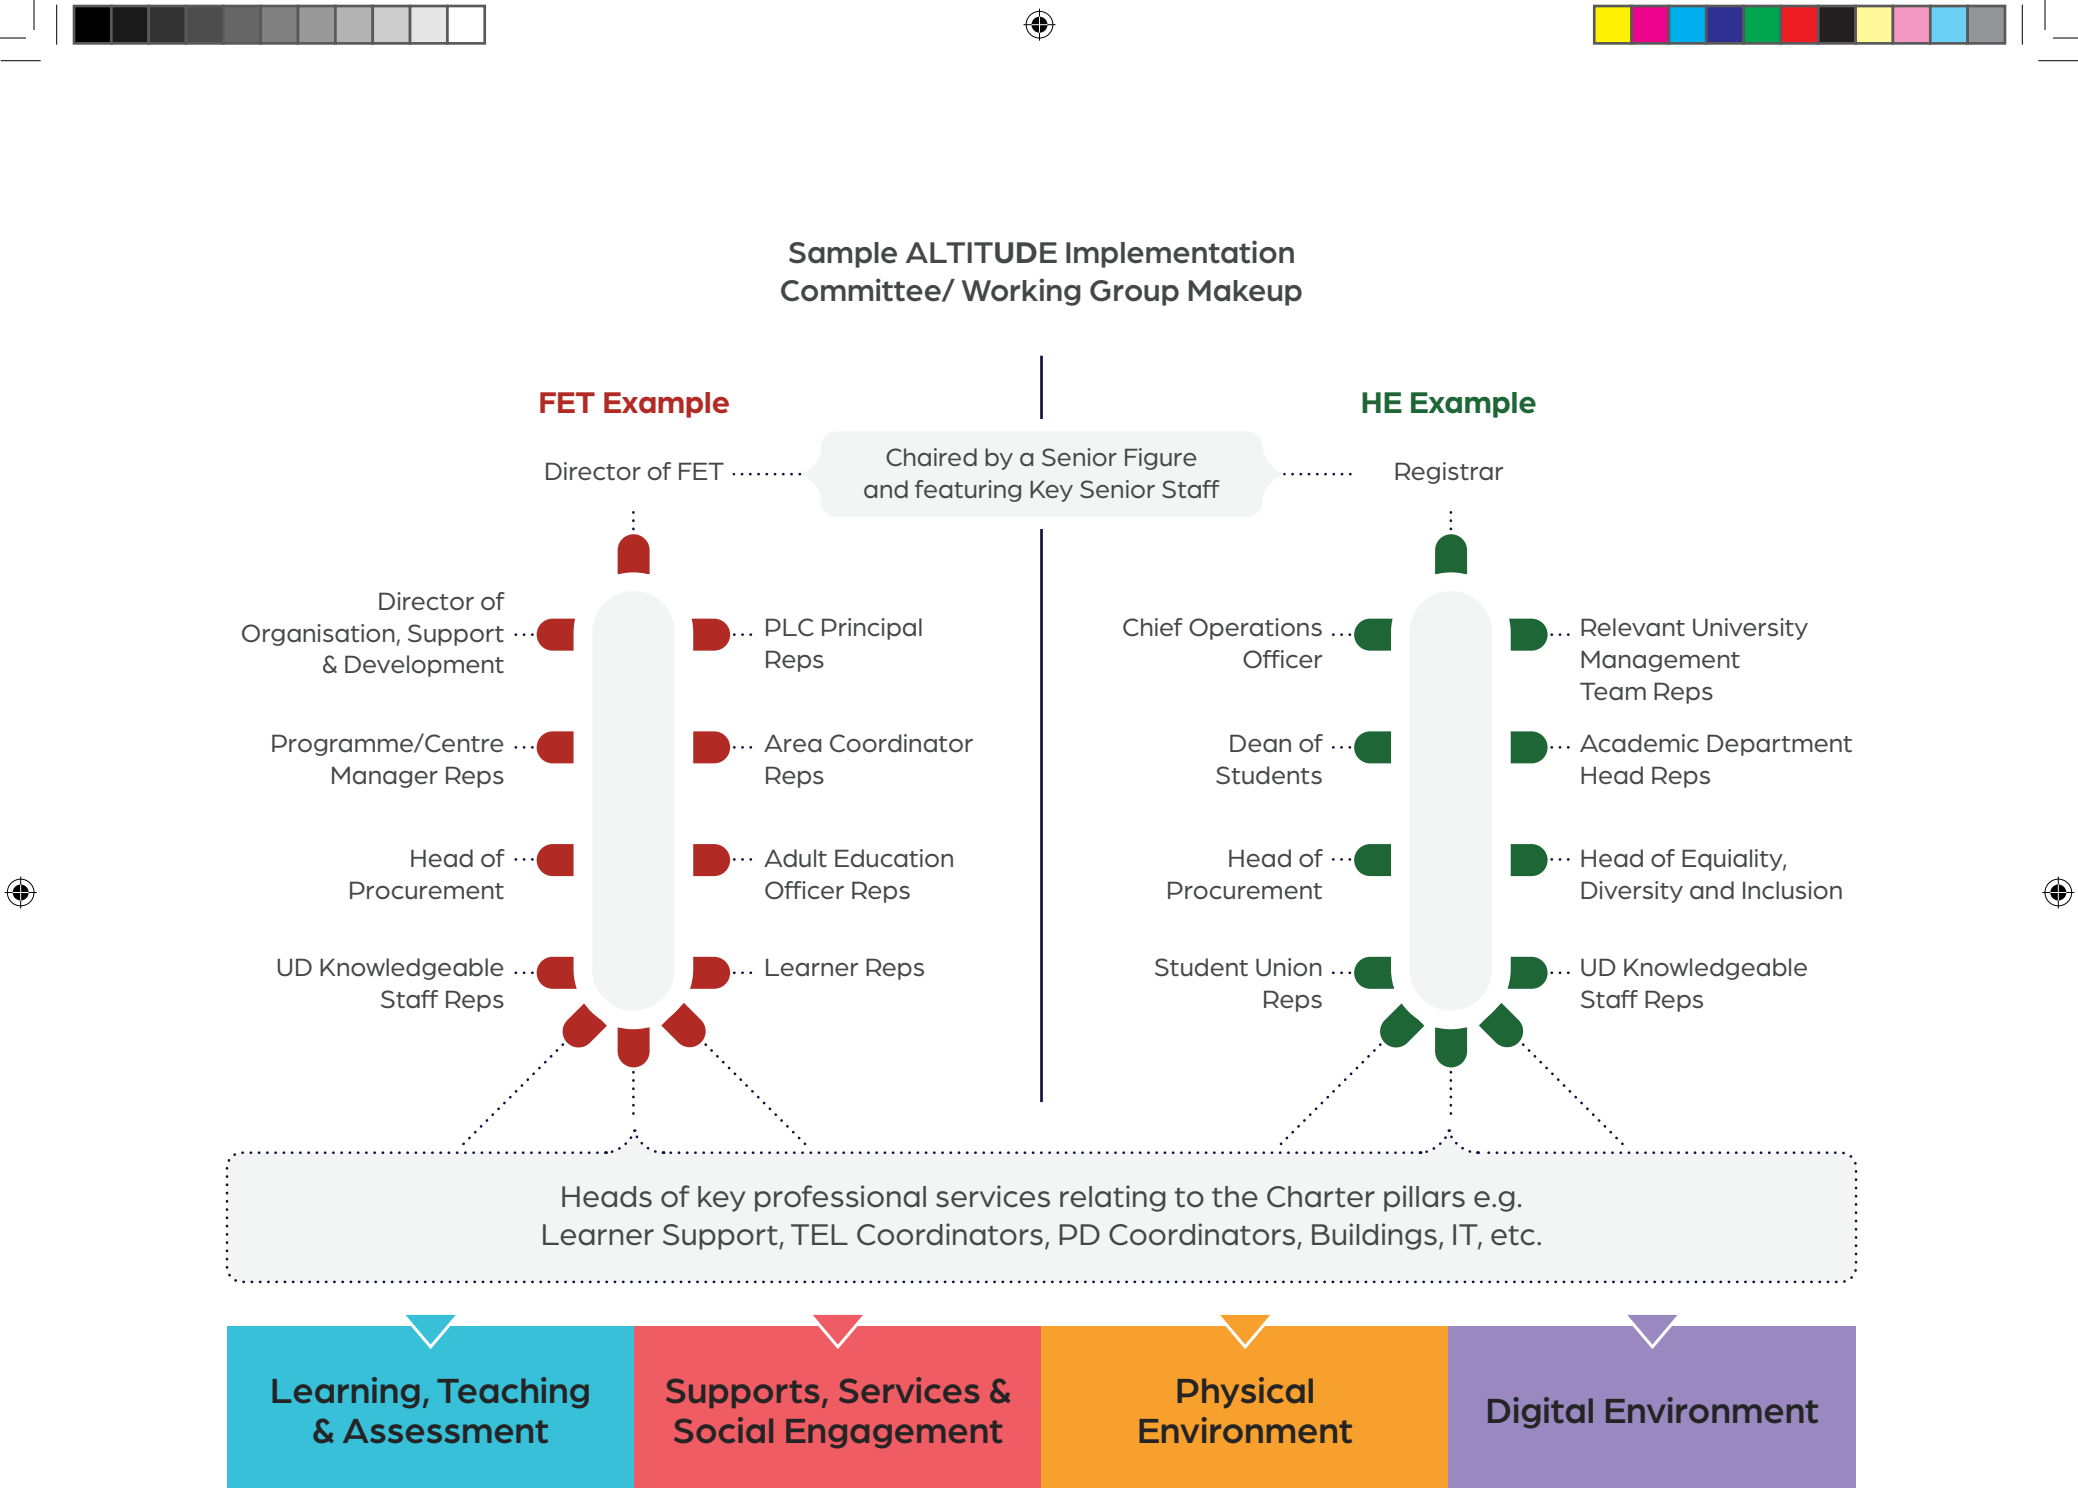 Sample ALTITUDE Implementation
Committee/ Working Group Makeup
FET Example
HE Example
Director of FET
Chaired by a Senior Figure
and featuring Key Senior Staff
Registrar
Director of
Organisation, Support
& Development
PLC Principal
Reps
Programme/Centre
Manager Reps
Area Coordinator
Reps
Head of
Procurement
Adult Education
Officer Reps
UD Knowledgeable
Staff Reps
Learner Reps
Chief Operations
Officer
Relevant University
Management
Team Reps
Dean of
Students
Academic Department
Head Reps
Head of
Procurement
Head of Equiality,
Diversity and Inclusion
Student Union
Reps
UD Knowledgeable
Staff Reps
Heads of key professional services relating to the Charter pillars e.g.
Learner Support, TEL Coordinators, PD Coordinators, Buildings, IT, etc.
Learning, Teaching
& Assessment
Supports, Services &
Social Engagement
Physical
Environment
Digital Environment